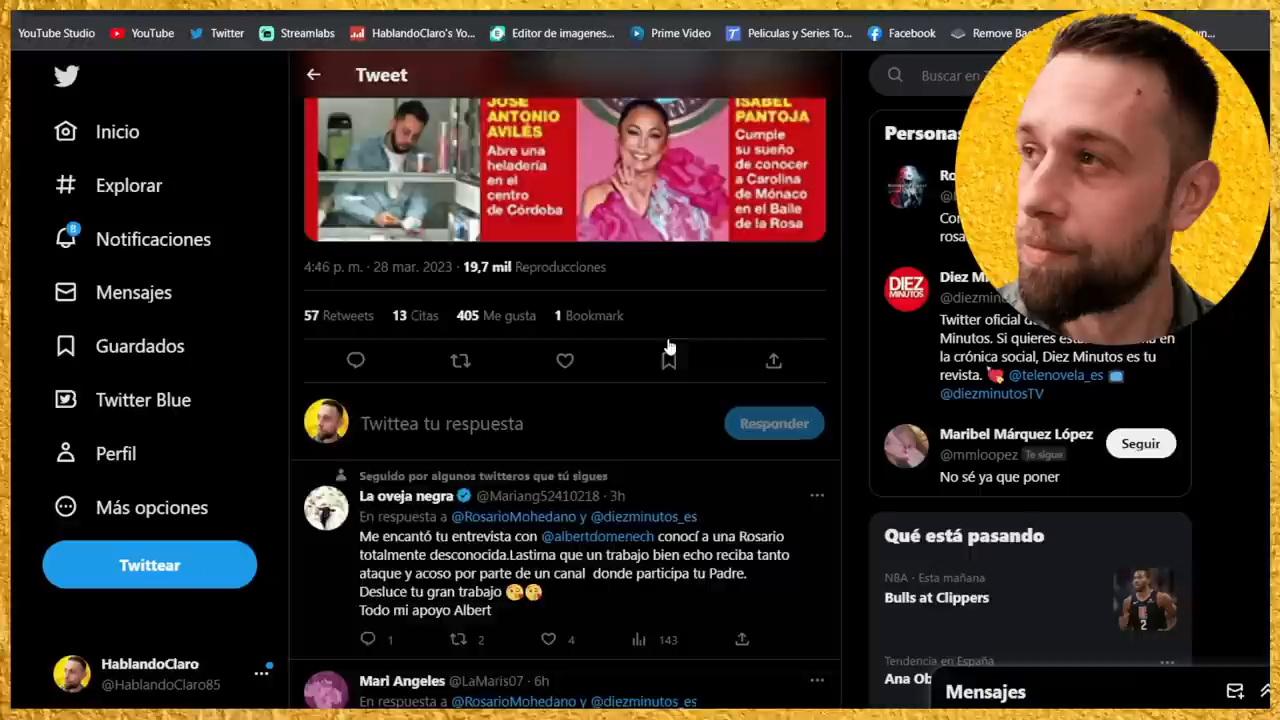 YouTube Studio
YouTube
Twitter
Streamlabs
HablandoClaro's Yo...
Editor de imagenes...
Prime Video
Peliculas y Series To...
Facebook
Remove
Tweet
Buscar en
Inicio
Explorar
8
Notificaciones
Mensajes
Guardados
Twitter Blue
Perfil
Más opciones
Twittear
HablandoClaro
@HablandoClaro85
JOSÉ
ANTONIO
AVILÉS
Abre una
heladería
en el
centro
de Córdoba
ISABEL
PANTOJA
Cumple
su sueño
de conocer
a Carolina
de Mónaco
en el Baile
de la Rosa
4:46 p. m. · 28 mar. 2023 · 19,7 mil Reproducciones
57 Retweets 13 Citas 405 Me gusta 1 Bookmark
Twittea tu respuesta
Responder
Seguido por algunos twitteros que tú sigues
La oveja negra @Mariang52410218 · 3h
En respuesta a @RosarioMohedano y @diezminutos_es
Me encantó tu entrevista con @albertdomenech conocí a una Rosario
totalmente desconocida.Lastima que un trabajo bien echo reciba tanto
ataque y acoso por parte de un canal donde participa tu Padre.
Desluce tu gran trabajo 😘😘
Todo mi apoyo Albert
1 2 4 143
Mari Angeles @LaMaris07 · 6h
En respuesta a @RosarioMohedano y @diezminutos_es
Personas
DIEZ
MINUTOS
@diezminu
Twitter oficial d
Minutos. Si quieres
en la crónica social, Diez Minutos es tu
revista. 💘 @telenovela_es 📺
@diezminutosTV
Maribel Márquez López
@mmloopez Te sigue
Seguir
No sé ya que poner
Qué está pasando
NBA · Esta mañana
Bulls at Clippers
Tendencia en España
Ana Ob
Mensajes